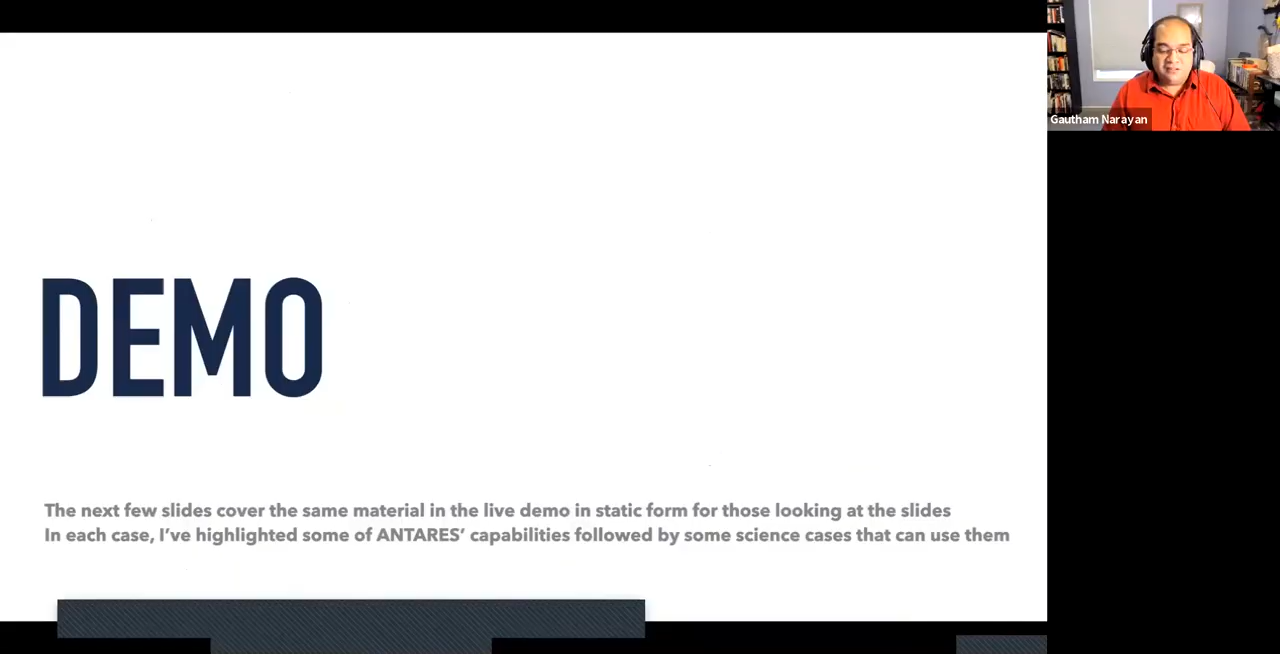 Gautham Narayan
DEMO
The next few slides cover the same material in the live demo in static form for those looking at the slides
In each case, I’ve highlighted some of ANTARES’ capabilities followed by some science cases that can use them